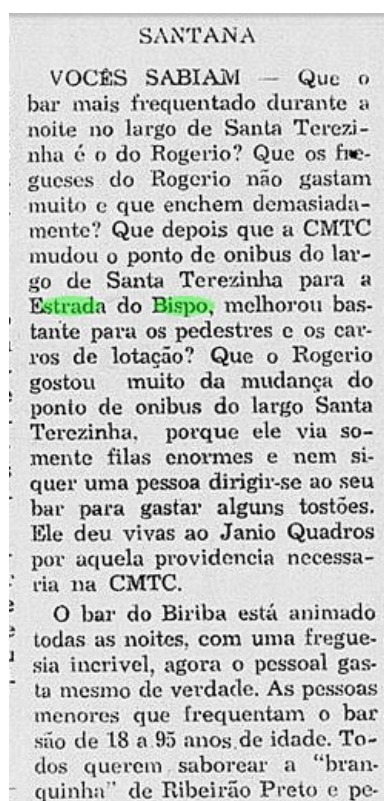 SANTANA
VOCÊS SABIAM — Que o
bar mais frequentado durante a
noite no largo de Santa Terezi-
nha é o do Rogerio? Que os fre-
gueses do Rogerio não gastam
muito e que enchem demasiada-
mente? Que depois que a CMTC
mudou o ponto de onibus do lar-
go de Santa Terezinha para a
Estrada do Bispo, melhorou bas-
tante para os pedestres e os car-
ros de lotação? Que o Rogerio
gostou muito da mudança do
ponto de onibus do largo Santa
Terezinha, porque ele via so-
mente filas enormes e nem si-
quer uma pessoa dirigir-se ao seu
bar para gastar alguns tostões.
Ele deu vivas ao Janio Quadros
por aquela providencia necessa-
ria na CMTC.
O bar do Biriba está animado
todas as noites, com uma fregue-
sia incrivel, agora o pessoal gas-
ta mesmo de verdade. As pessoas
menores que frequentam o bar
são de 18 a 95 anos de idade. To-
dos querem saborear a "bran-
quinha" de Ribeirão Preto e pe-